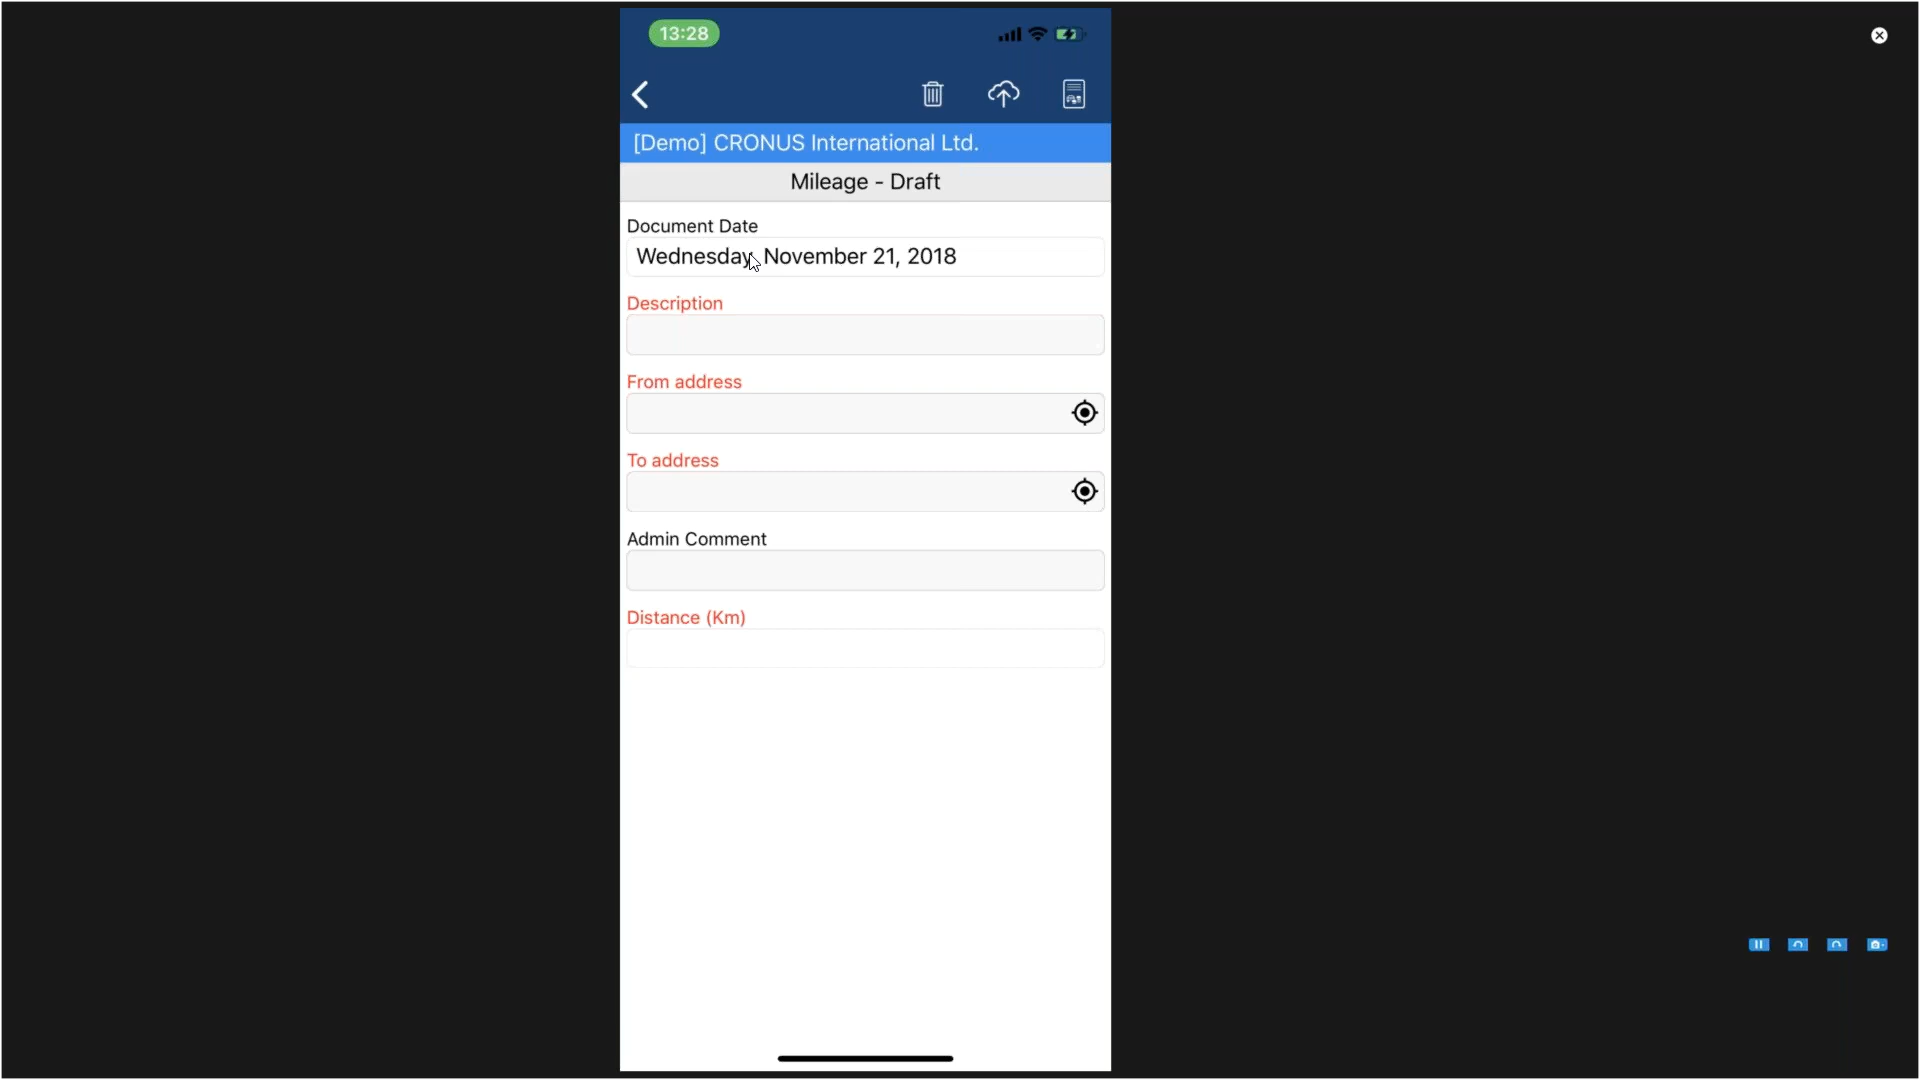 13:28
[Demo] CRONUS International Ltd.
Mileage - Draft
Document Date
Wednesday, November 21, 2018
Description
From address
To address
Admin Comment
Distance (Km)